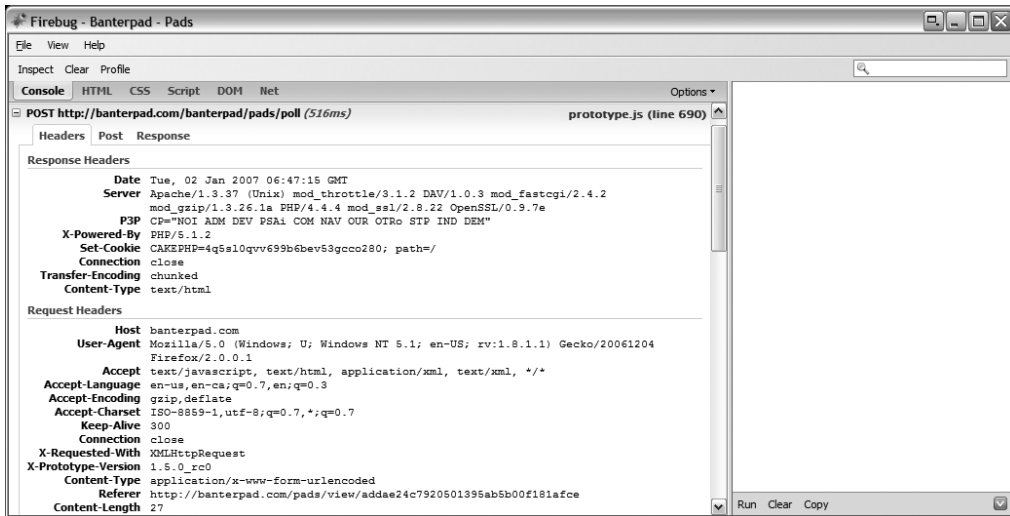 Firebug - Banterpad - Pads
File View Help
Inspect Clear Profile
Console HTML CSS Script DOM Net Options
POST http://banterpad.com/banterpad/pads/poll (516ms) prototype.js (line 690)
Headers Post Response
Response Headers
Date Tue, 02 Jan 2007 06:47:15 GMT
Server Apache/1.3.37 (Unix) mod_throttle/3.1.2 DAV/1.0.3 mod_fastcgi/2.4.2
mod_gzip/1.3.26.1a PHP/4.4.4 mod_ssl/2.8.22 OpenSSL/0.9.7e
P3P CP="NOI ADM DEV PSAi COM NAV OUR OTRo STP IND DEM"
X-Powered-By PHP/5.1.2
Set-Cookie CAKEPHP=4q5sl0qvv699b6bev53gcco280; path=/
Connection close
Transfer-Encoding chunked
Content-Type text/html
Request Headers
Host banterpad.com
User-Agent Mozilla/5.0 (Windows; U; Windows NT 5.1; en-US; rv:1.8.1.1) Gecko/20061204
Firefox/2.0.0.1
Accept text/javascript, text/html, application/xml, text/xml, */*
Accept-Language en-us,en-ca;q=0.7,en;q=0.3
Accept-Encoding gzip,deflate
Accept-Charset ISO-8859-1,utf-8;q=0.7,*;q=0.7
Keep-Alive 300
Connection close
X-Requested-With XMLHttpRequest
X-Prototype-Version 1.5.0_rc0
Content-Type application/x-www-form-urlencoded
Referer http://banterpad.com/pads/view/addae24c7920501395ab5b00f181afce
Content-Length 27
Run Clear Copy